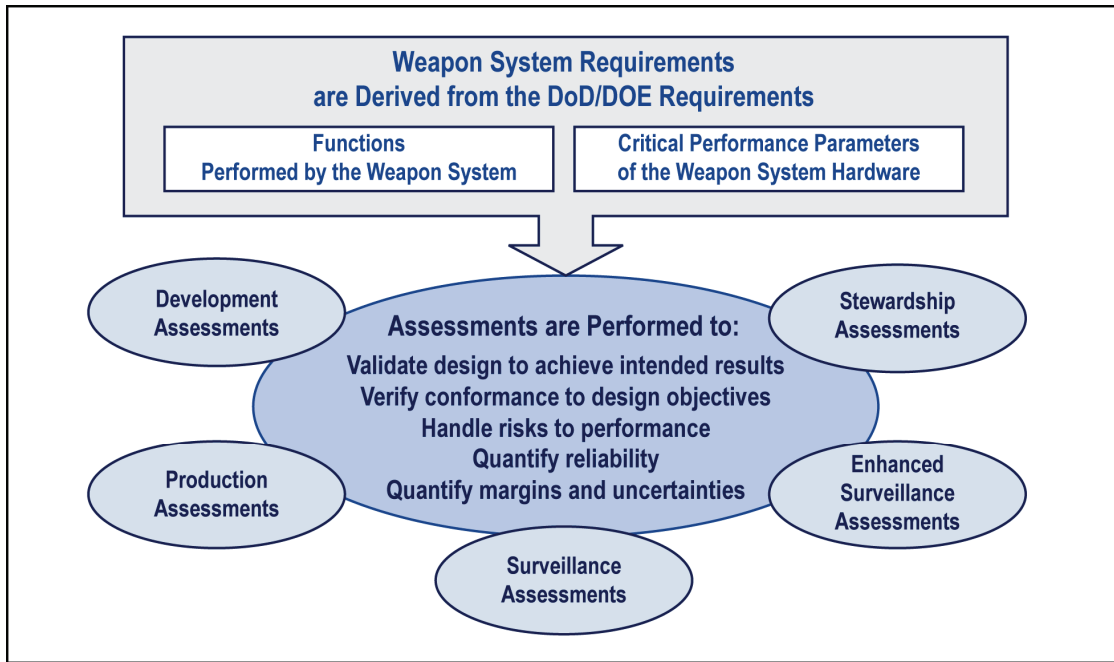 Weapon System Requirements
are Derived from the DoD/DOE Requirements
Functions
Performed by the Weapon System
Critical Performance Parameters
of the Weapon System Hardware
Development
Assessments
Stewardship
Assessments
Assessments are Performed to:
Validate design to achieve intended results
Verify conformance to design objectives
Handle risks to performance
Quantify reliability
Quantify margins and uncertainties
Production
Assessments
Enhanced
Surveillance
Assessments
Surveillance
Assessments